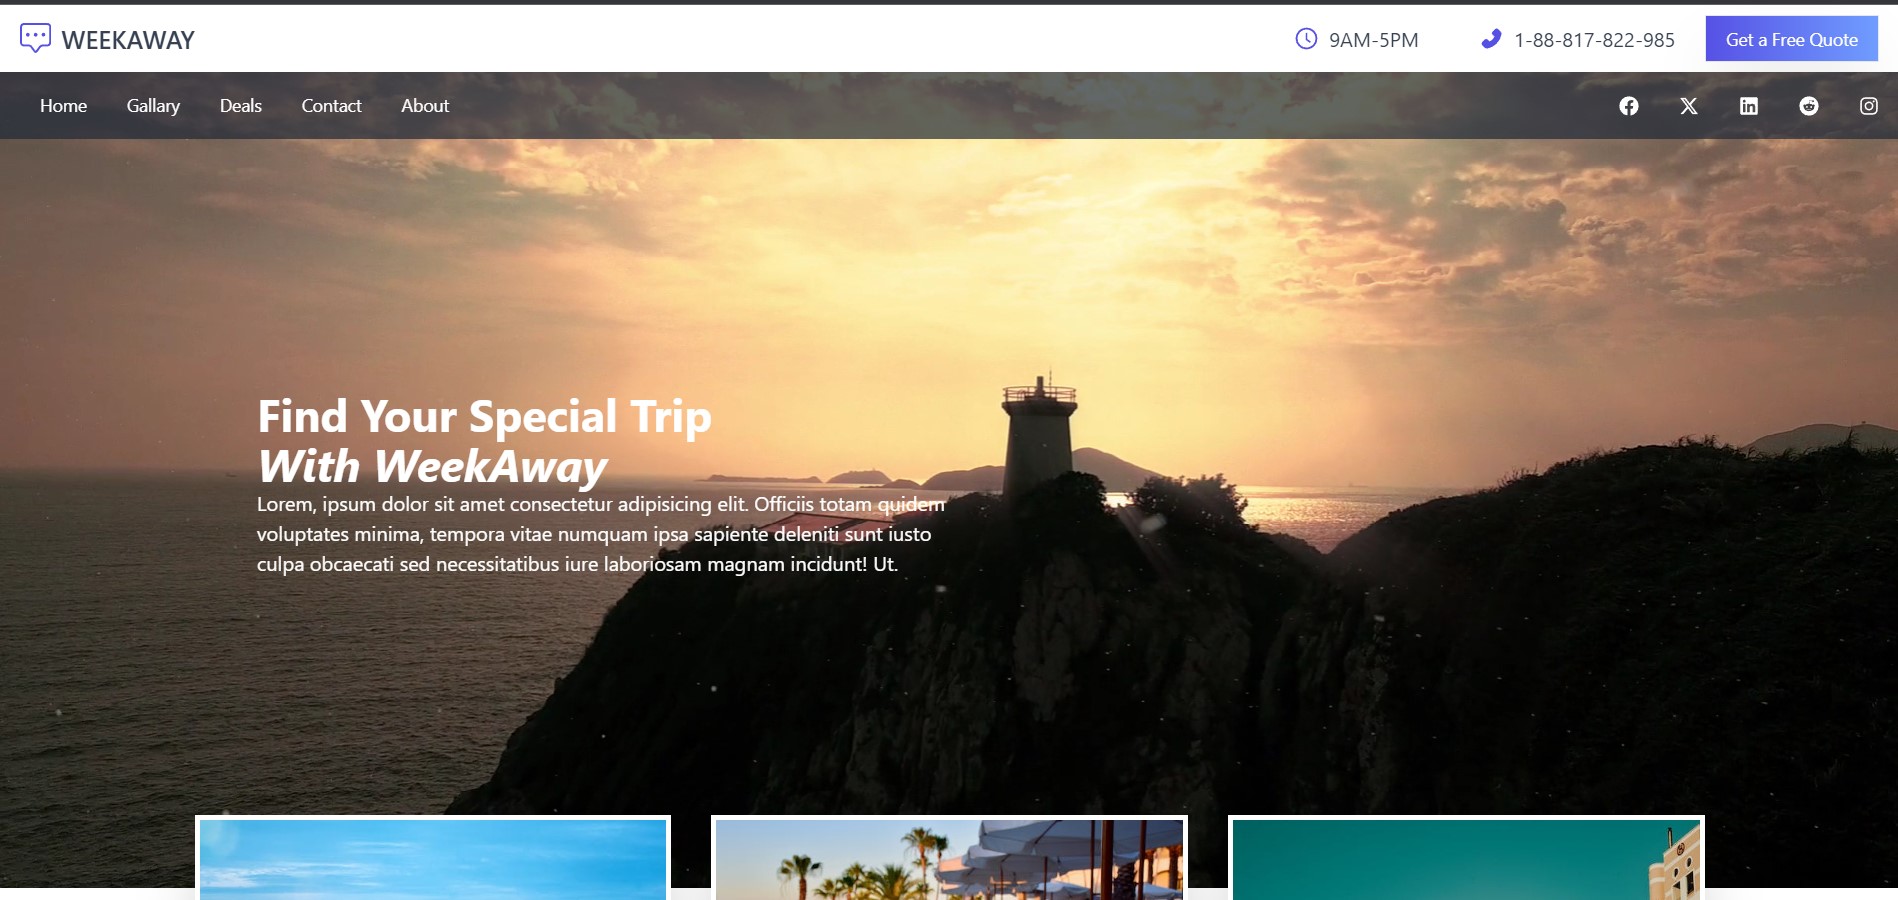 WEEKAWAY
9AM-5PM
1-88-817-822-985
Get a Free Quote
Home
Gallary
Deals
Contact
About
Find Your Special Trip
With WeekAway
Lorem, ipsum dolor sit amet consectetur adipisicing elit. Officiis totam quidem
voluptates minima, tempora vitae numquam ipsa sapiente deleniti sunt iusto
culpa obcaecati sed necessitatibus iure laboriosam magnam incidunt! Ut.